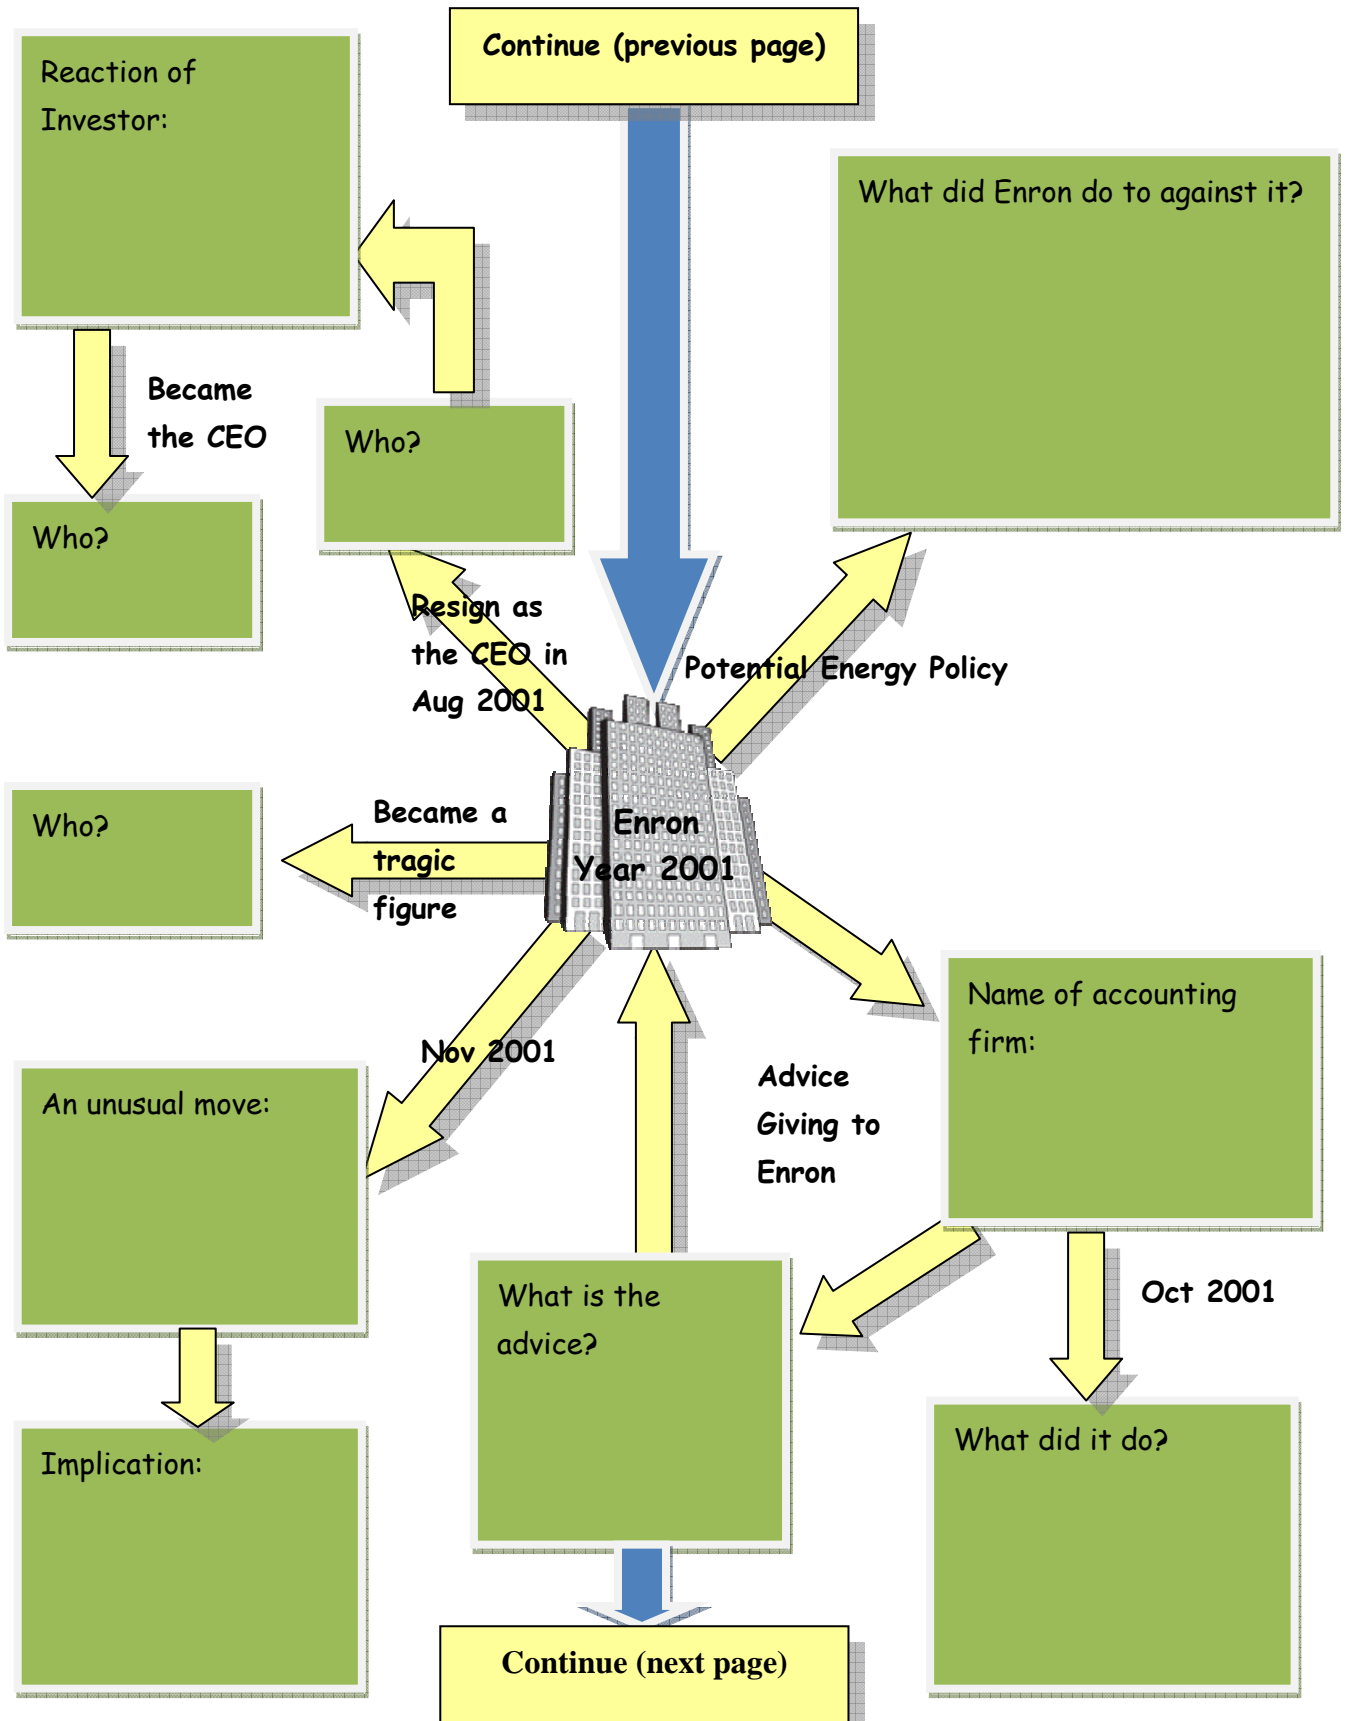 Continue (previous page)
Reaction of
Investor:
What did Enron do to against it?
Became
the CEO
Who?
Who?
Resign as
the CEO in
Aug 2001
Potential Energy Policy
Who?
Became a
tragic
figure
Enron
Year 2001
Name of accounting
firm:
Nov 2001
Advice
Giving to
Enron
An unusual move:
What is the
advice?
Oct 2001
What did it do?
Implication:
Continue (next page)